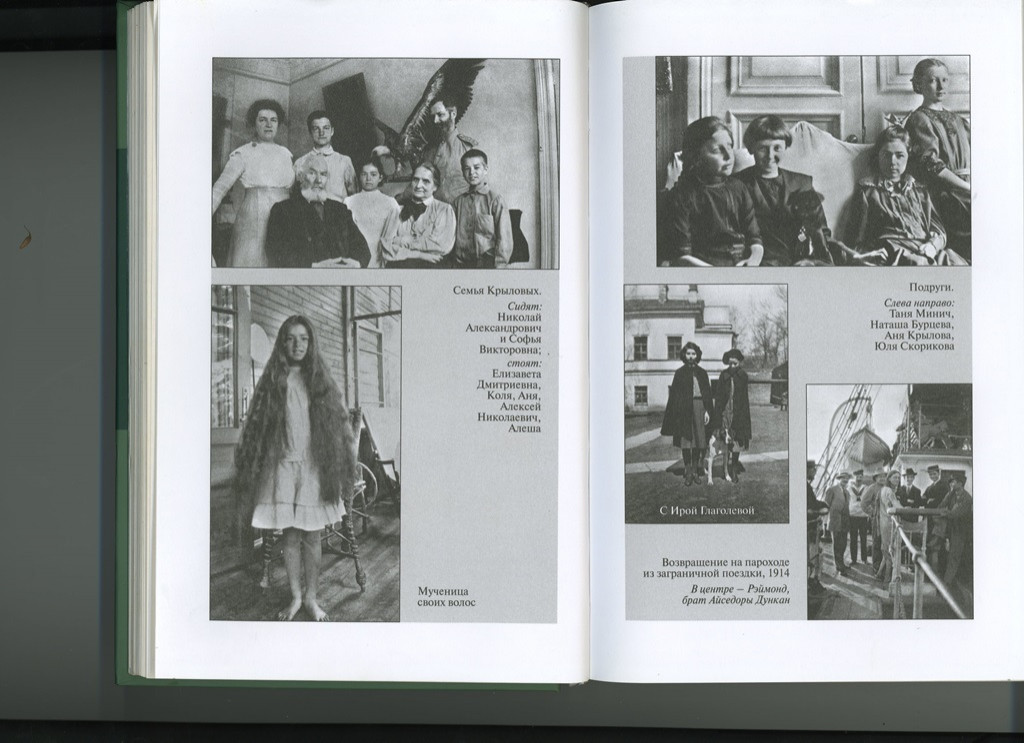 Семья Крыловых.
Сидят:
Николай
Александрович
и Софья
Викторовна;
стоят:
Елизавета
Дмитриевна,
Коля, Аня,
Алексей
Николаевич,
Алеша
Мученица
своих волос
Подруги.
Слева направо:
Таня Минич,
Наташа Бурцева,
Аня Крылова,
Юля Скорикова
С Ирой Глаголевой
Возвращение на пароходе
из заграничной поездки, 1914
В центре — Рэймонд,
брат Айседоры Дункан